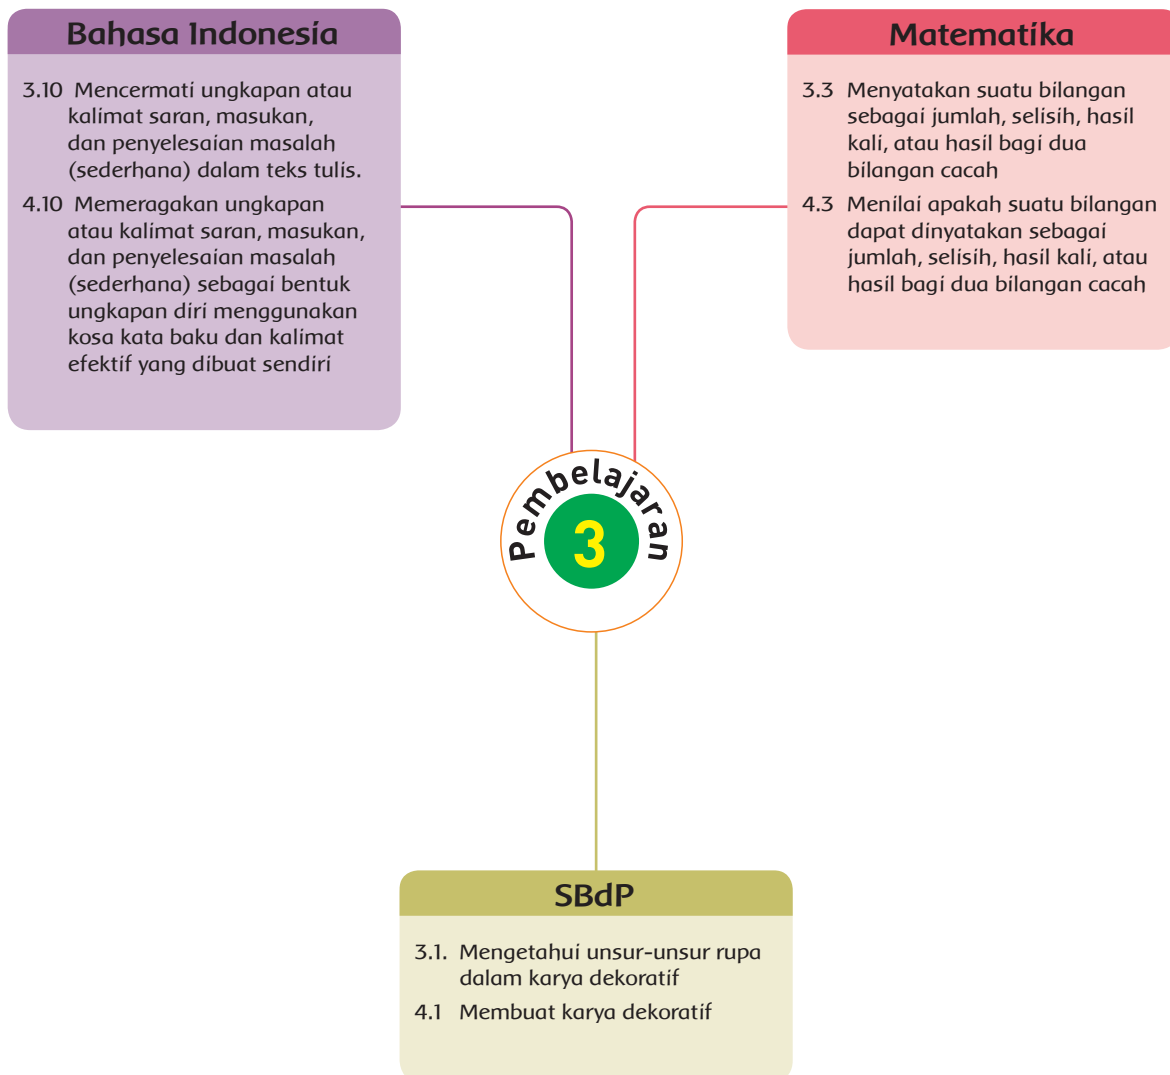 Bahasa Indonesia
3.10 Mencermati ungkapan atau
kalimat saran, masukan,
dan penyelesaian masalah
(sederhana) dalam teks tulis.
4.10 Memeragakan ungkapan
atau kalimat saran, masukan,
dan penyelesaian masalah
(sederhana) sebagai bentuk
ungkapan diri menggunakan
kosa kata baku dan kalimat
efektif yang dibuat sendiri
Matematika
3.3 Menyatakan suatu bilangan
sebagai jumlah, selisih, hasil
kali, atau hasil bagi dua
bilangan cacah
4.3 Menilai apakah suatu bilangan
dapat dinyatakan sebagai
jumlah, selisih, hasil kali, atau
hasil bagi dua bilangan cacah
Pembelajaran
3
SBdP
3.1. Mengetahui unsur-unsur rupa
dalam karya dekoratif
4.1 Membuat karya dekoratif